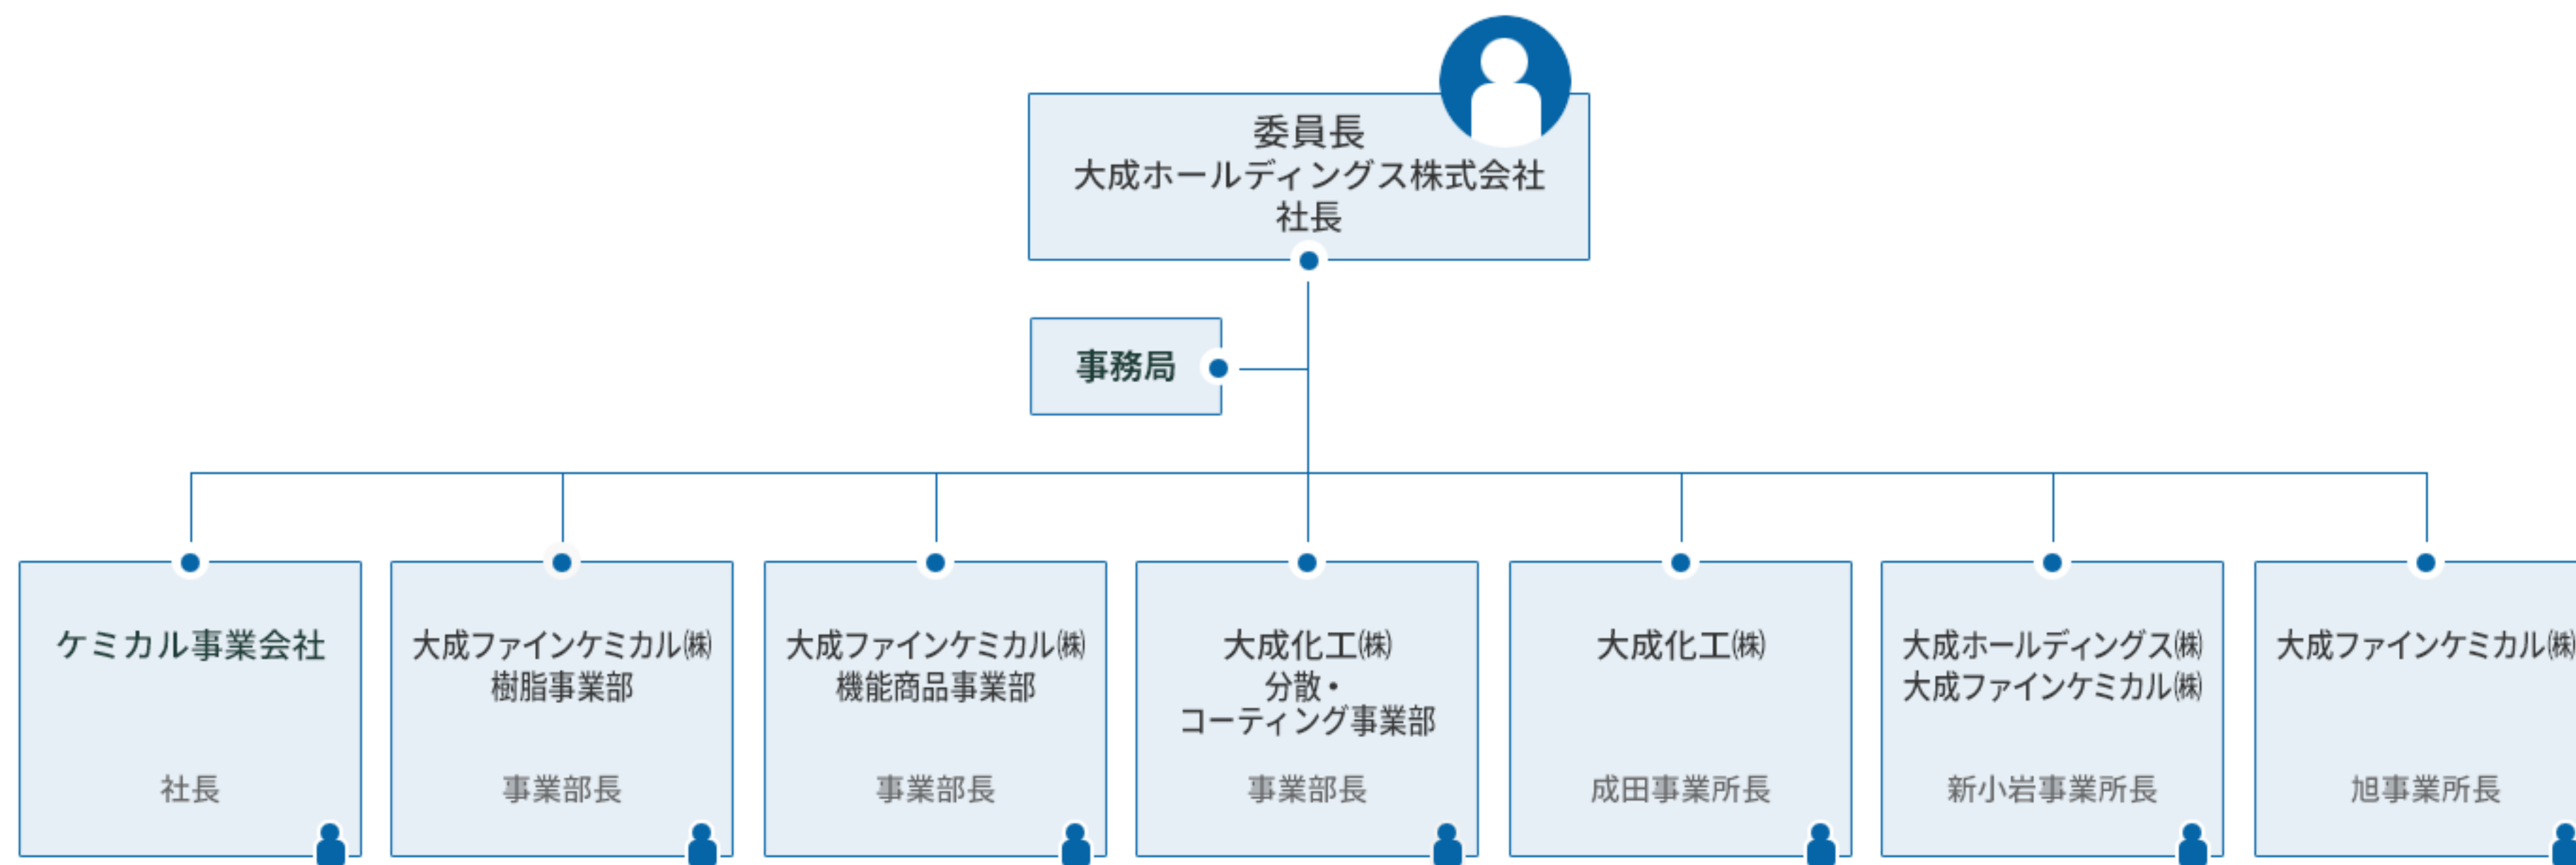 委員長
大成ホールディングス株式会社
社長
事務局
ケミカル事業会社
社長
大成ファインケミカル㈱
樹脂事業部
事業部長
大成ファインケミカル㈱
機能商品事業部
事業部長
大成化工㈱
分散・
コーティング事業部
事業部長
大成化工㈱
成田事業所長
大成ホールディングス㈱
大成ファインケミカル㈱
新小岩事業所長
大成ファインケミカル㈱
旭事業所長